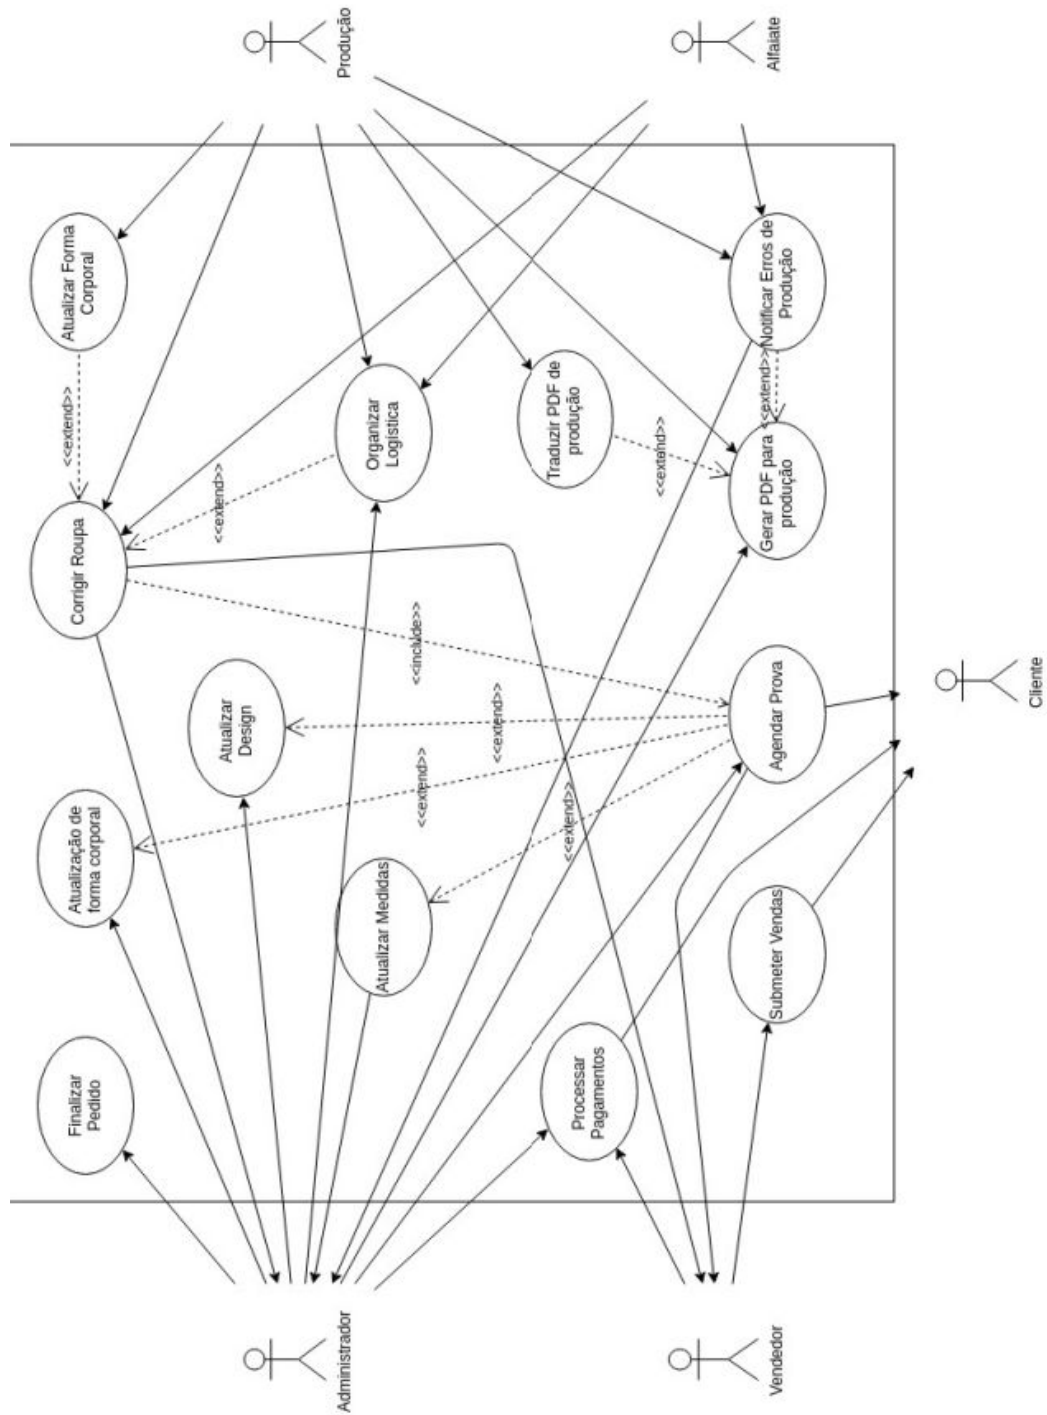 Finalizar
Pedido
Atualização de
forma corporal
Corrigir Roupa
<<extend>>
Atualizar Forma
Corporal
Atualizar
Design
<<extend>>
Administrador
Produção
Atualizar Medidas
Organizar
Logística
<<extend>>
<<include>>
<<extend>>
<<extend>>
Processar
Pagamentos
Traduzir PDF de
produção
<<extend>>
Vendedor
Submeter Vendas
Agendar Prova
Gerar PDF para
produção
<<extend>>
Notificar Erros de
Produção
Alfaiate
Cliente